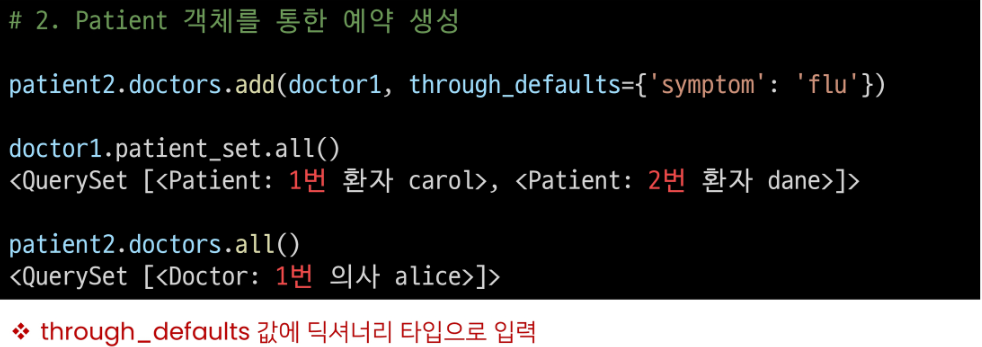 # 2. Patient 객체를 통한 예약 생성
patient2.doctors.add(doctor1, through_defaults={'symptom': 'flu'})
doctor1.patient_set.all()
<QuerySet [<Patient: 1번 환자 carol>, <Patient: 2번 환자 dane>]>
patient2.doctors.all()
<QuerySet [<Doctor: 1번 의사 alice>]>
❖ through_defaults 값에 딕셔너리 타입으로 입력